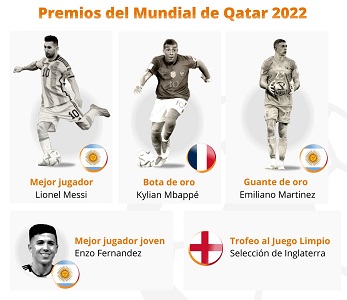 Premios del Mundial de Qatar 2022
Mejor jugador
Lionel Messi
Bota de oro
Kylian Mbappé
Guante de oro
Emiliano Martinez
Mejor jugador joven
Enzo Fernandez
Trofeo al Juego Limpio
Selección de Inglaterra